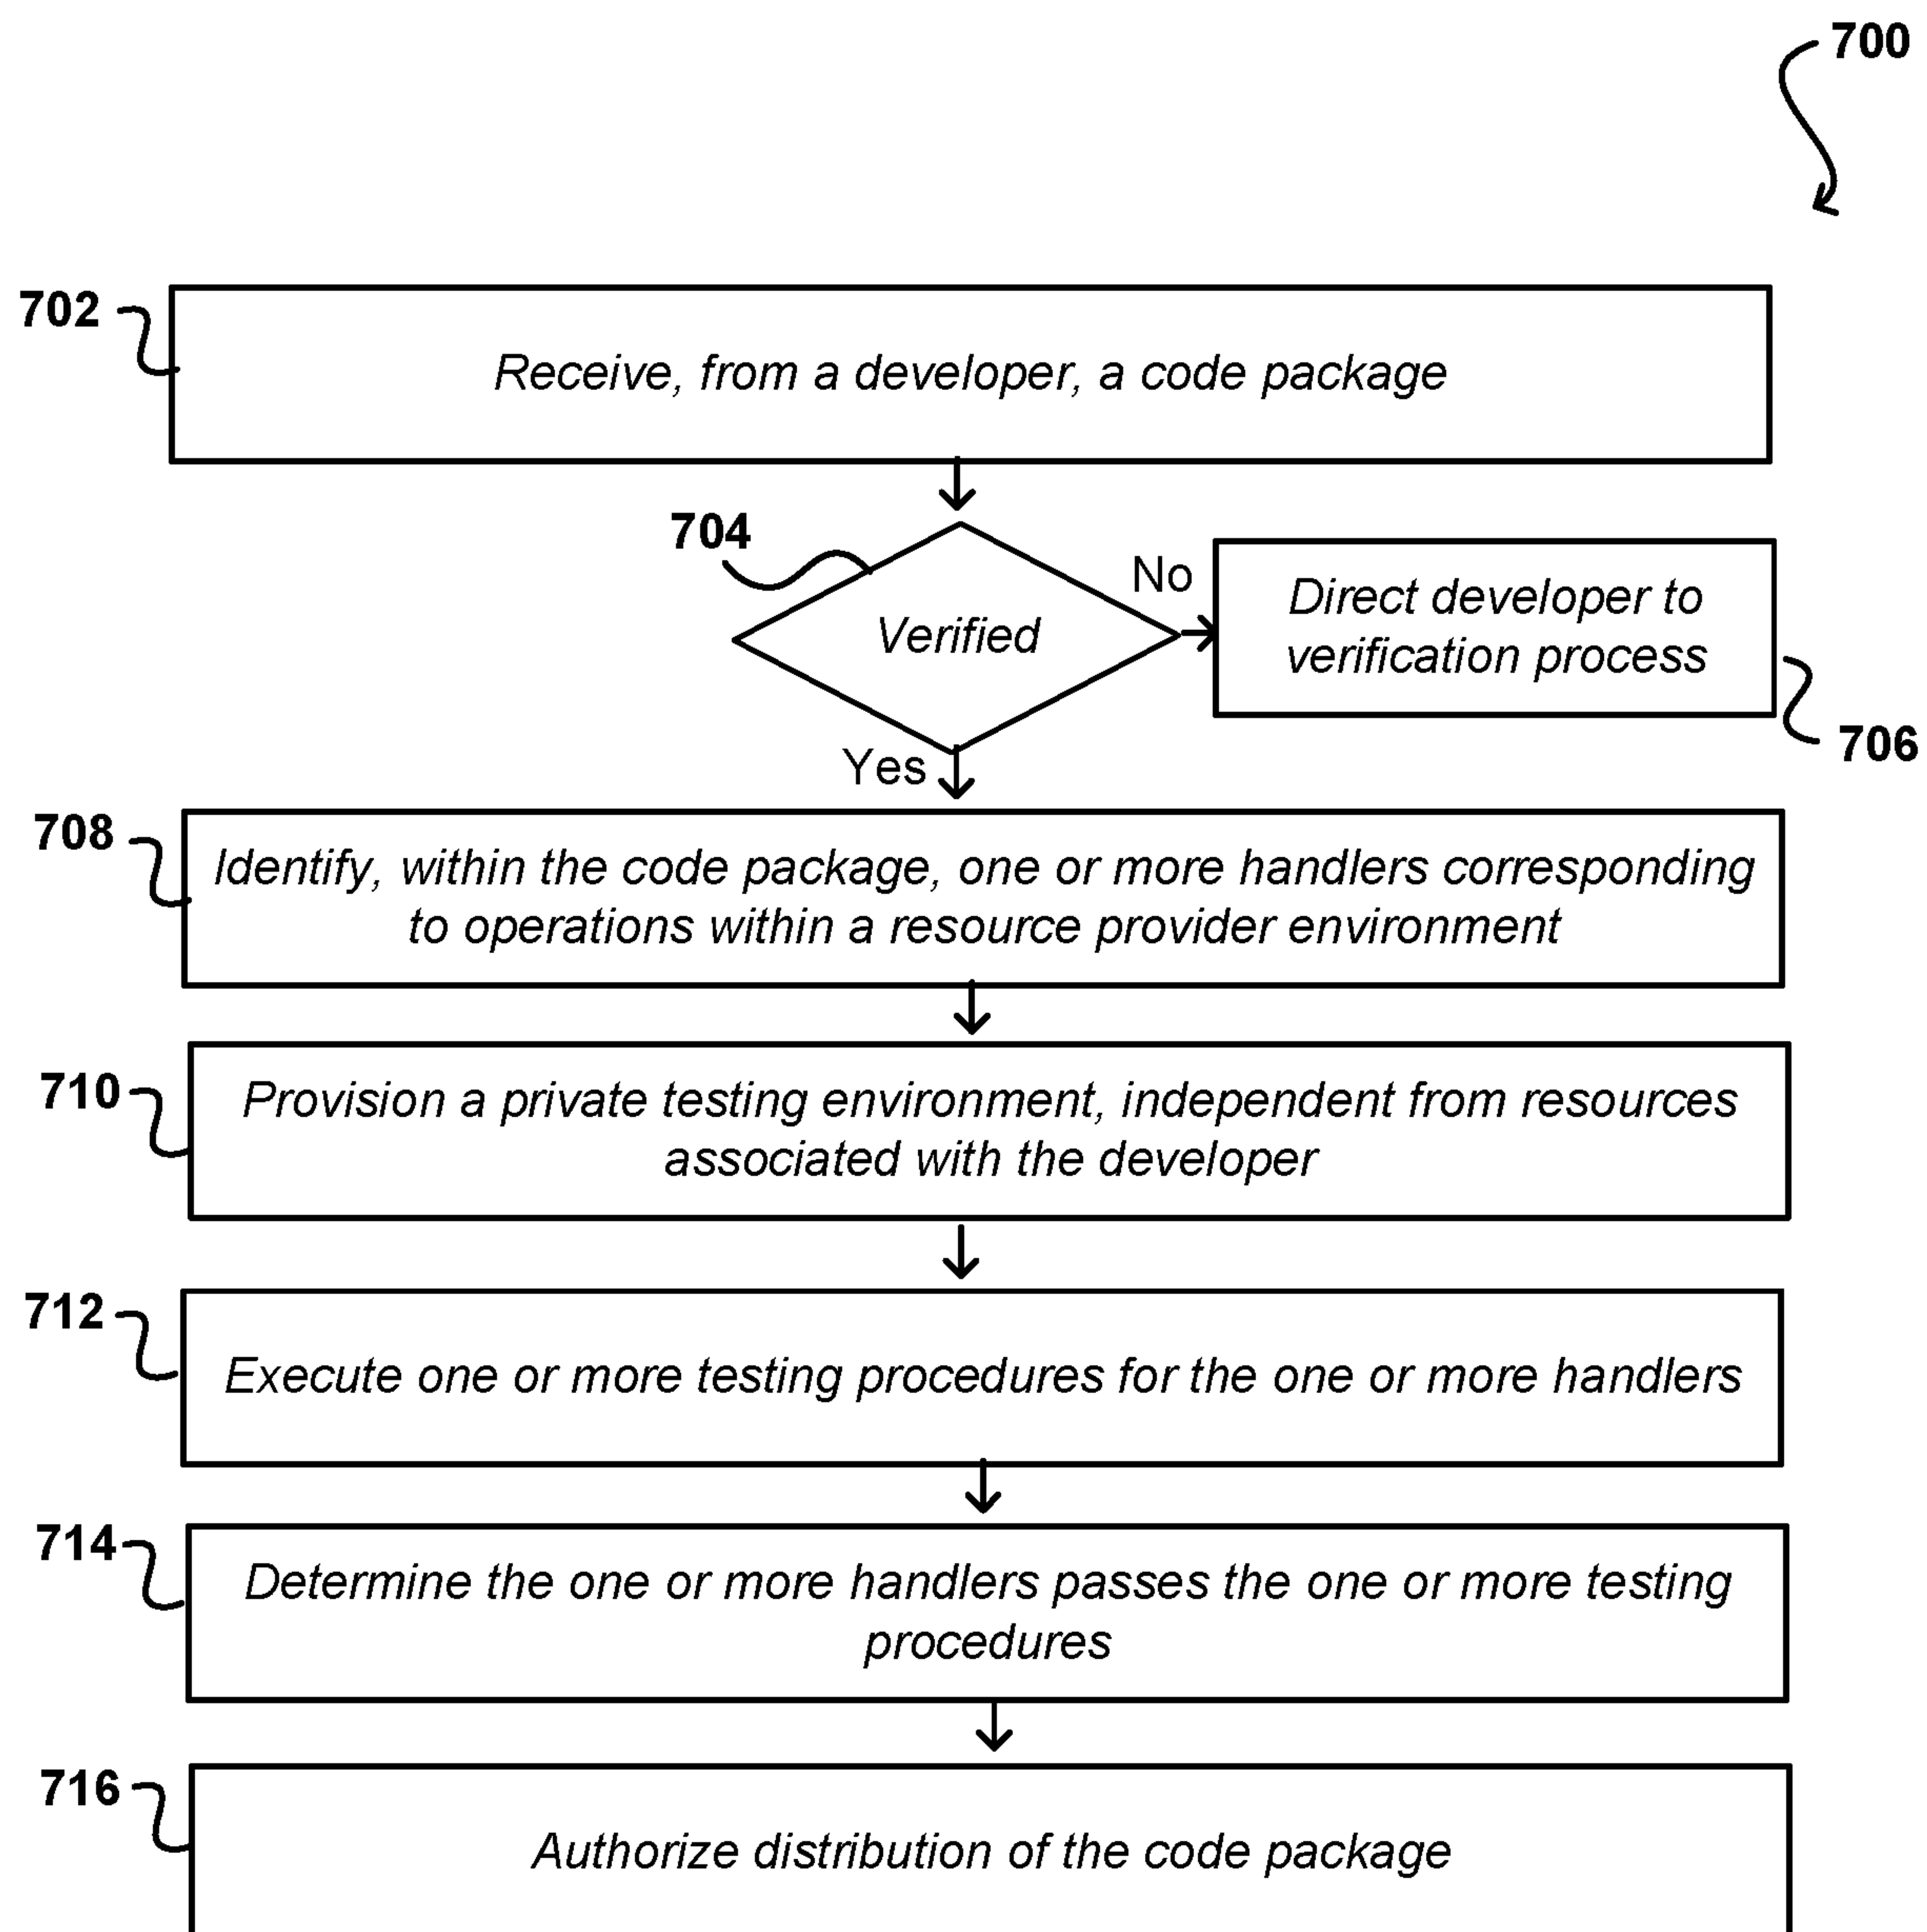 700
702
Receive, from a developer, a code package
704
No
Verified
Direct developer to
verification process
706
Yes
708
Identify, within the code package, one or more handlers corresponding
to operations within a resource provider environment
710
Provision a private testing environment, independent from resources
associated with the developer
712
Execute one or more testing procedures for the one or more handlers
714
Determine the one or more handlers passes the one or more testing
procedures
716
Authorize distribution of the code package